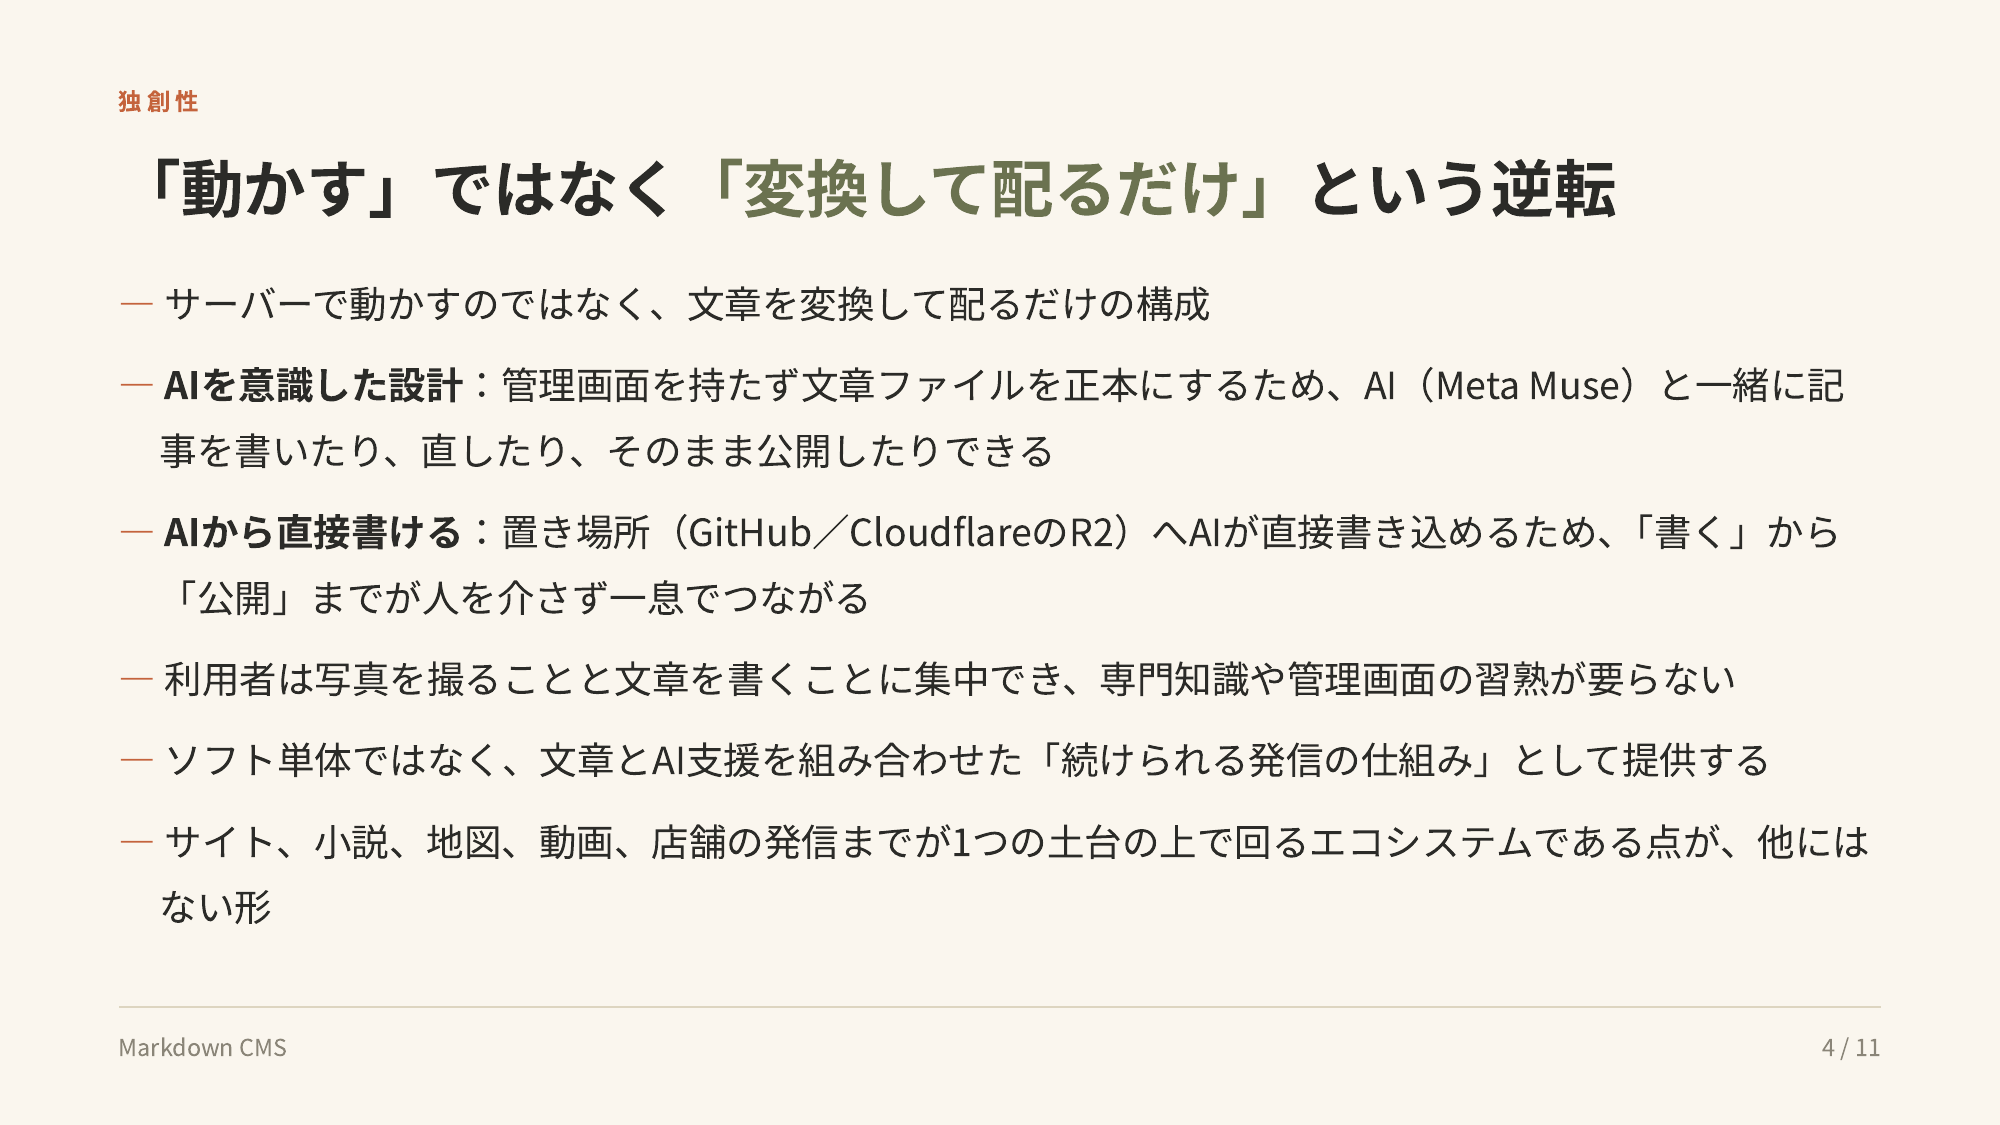 独創性
「動かす」ではなく「変換して配るだけ」という逆転
— サーバーで動かすのではなく、文章を変換して配るだけの構成
— AIを意識した設計：管理画面を持たず文章ファイルを正本にするため、AI（Meta Muse）と一緒に記
事を書いたり、直したり、そのまま公開したりできる
— AIから直接書ける：置き場所（GitHub／CloudflareのR2）へAIが直接書き込めるため、「書く」から
「公開」までが人を介さず一息でつながる
— 利用者は写真を撮ることと文章を書くことに集中でき、専門知識や管理画面の習熟が要らない
— ソフト単体ではなく、文章とAI支援を組み合わせた「続けられる発信の仕組み」として提供する
— サイト、小説、地図、動画、店舗の発信までが1つの土台の上で回るエコシステムである点が、他には
ない形
Markdown CMS
4 / 11